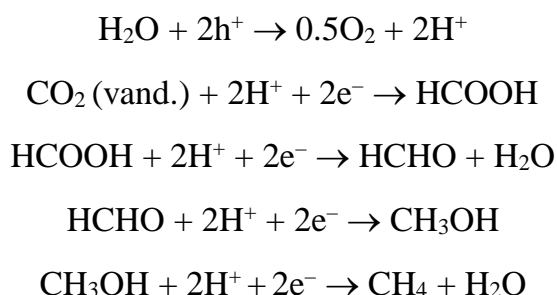 H₂O + 2h⁺ → 0.5O₂ + 2H⁺
CO₂ (vand.) + 2H⁺ + 2e⁻ → HCOOH
HCOOH + 2H⁺ + 2e⁻ → HCHO + H₂O
HCHO + 2H⁺ + 2e⁻ → CH₃OH
CH₃OH + 2H⁺ + 2e⁻ → CH₄ + H₂O